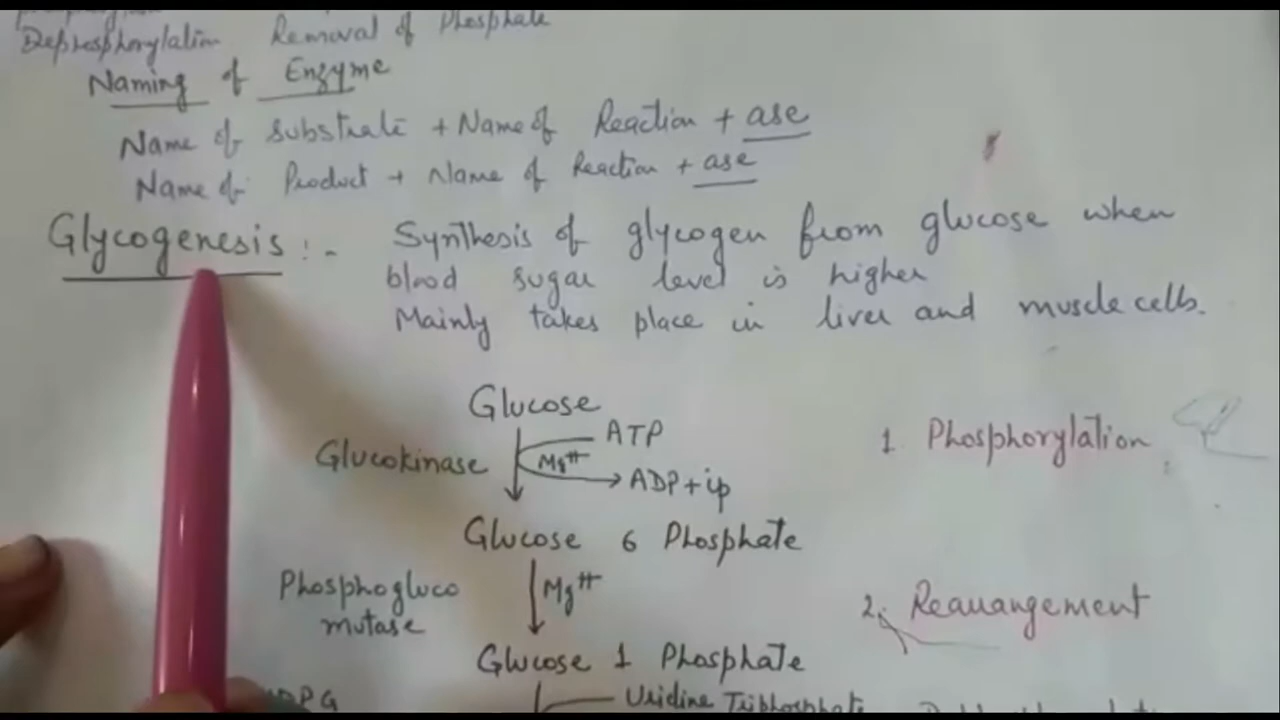 Dephosphorylation Removal of Phosphate
Naming of Enzyme
Name of substrate + Name of Reaction + ase
Name of Product + Name of Reaction + ase
Glycogenesis :- Synthesis of glycogen from glucose when
blood sugar level is higher
Mainly takes place in liver and muscle cells.
Glucose
ATP
Glucokinase Mg++ 1 Phosphorylation
ADP + ip
Glucose 6 Phosphate
Phosphogluco Mg++ 2. Rearrangement
mutase
Glucose 1 Phosphate
Uridine Triphosphate